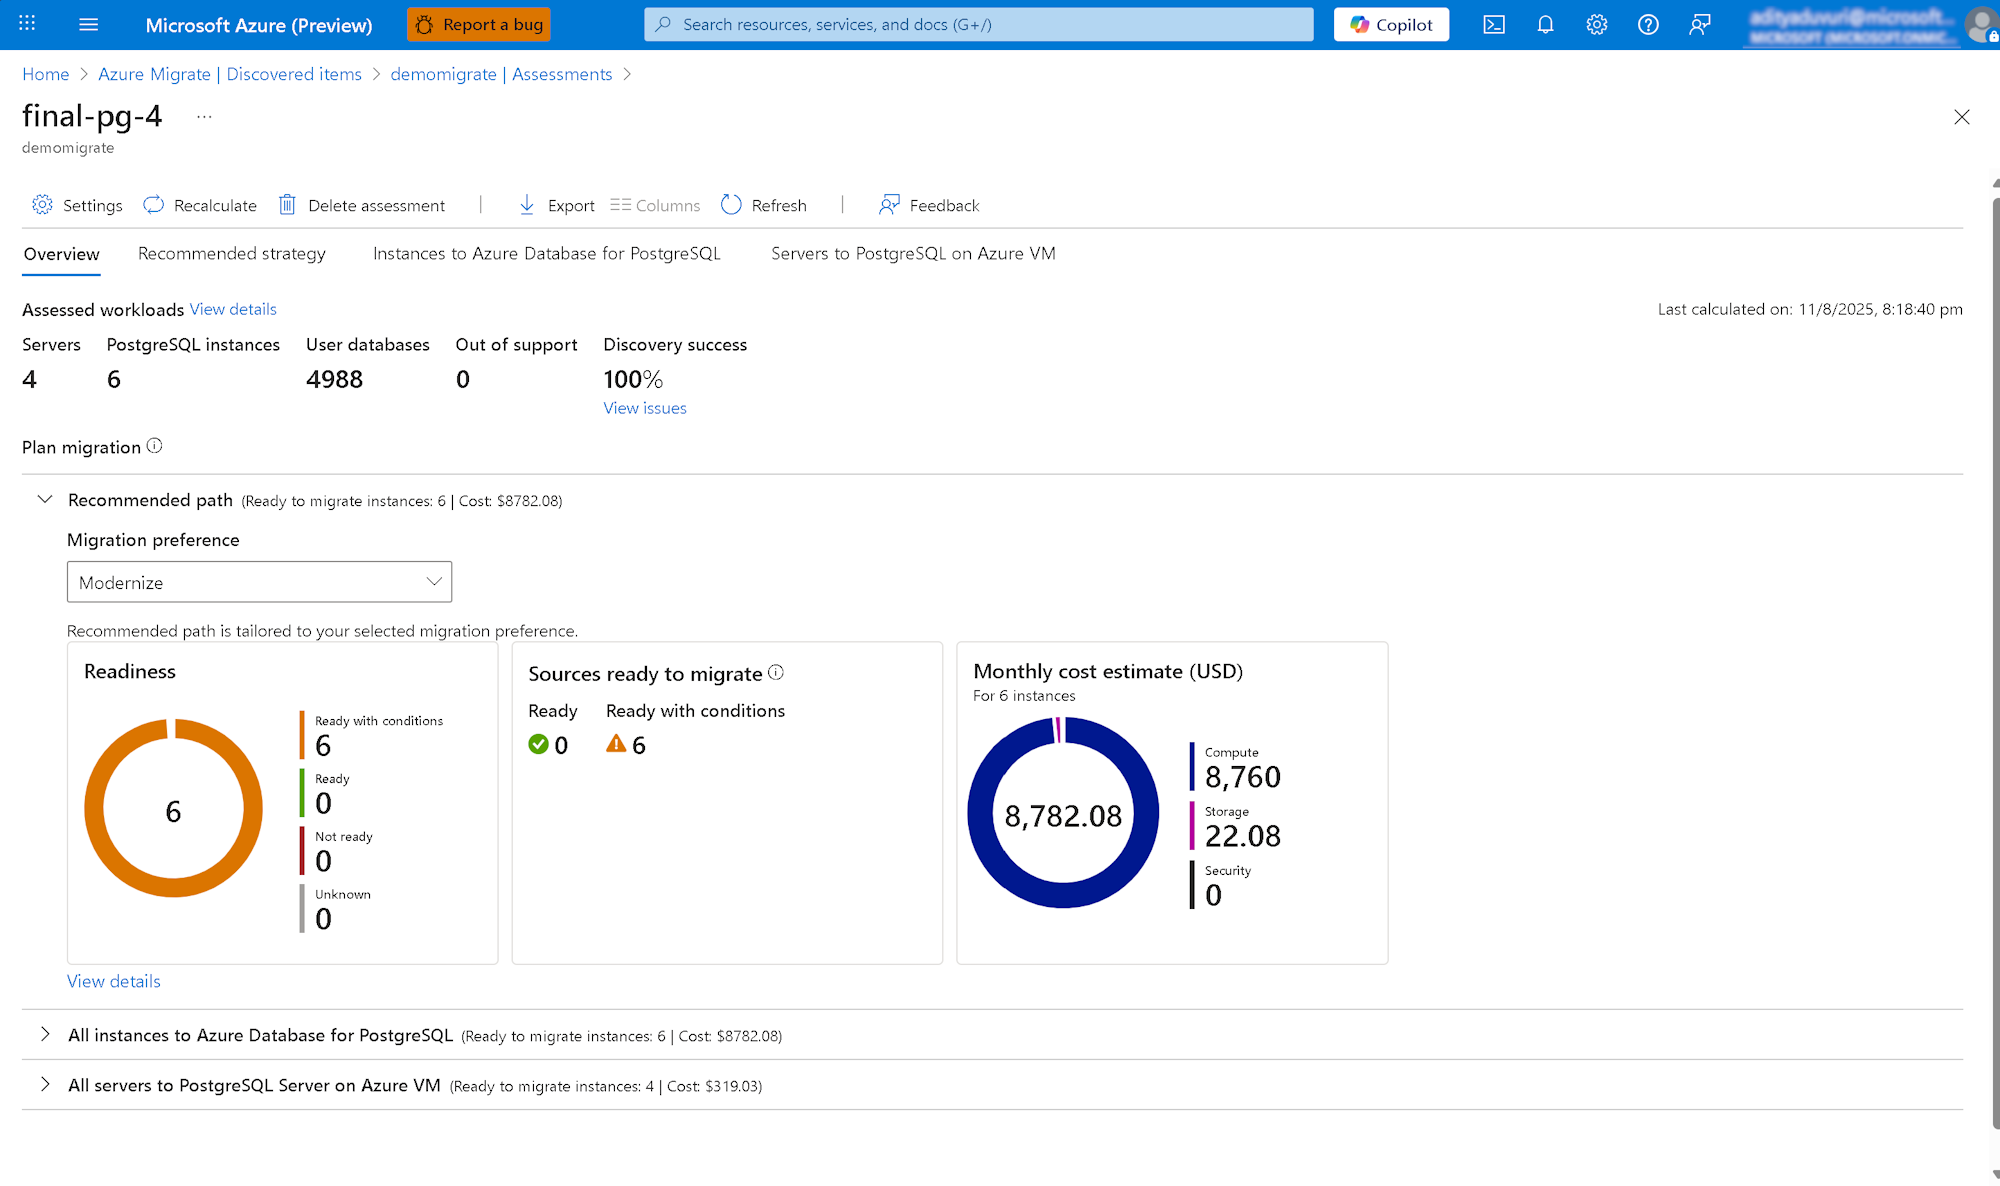 Microsoft Azure (Preview)
Report a bug
Search resources, services, and docs (G+/)
Copilot
Home > Azure Migrate | Discovered items > demomigrate | Assessments >
final-pg-4 ...
demomigrate
Settings Recalculate Delete assessment | Export Columns Refresh | Feedback
Overview Recommended strategy Instances to Azure Database for PostgreSQL Servers to PostgreSQL on Azure VM
Assessed workloads View details
Last calculated on: 11/8/2025, 8:18:40 pm
Servers PostgreSQL instances User databases Out of support Discovery success
4 6 4988 0 100%
View issues
Plan migration
Recommended path (Ready to migrate instances: 6 | Cost: $8782.08)
Migration preference
Modernize
Recommended path is tailored to your selected migration preference.
Readiness
6
Ready with conditions
6
Ready
0
Not ready
0
Unknown
0
Sources ready to migrate
Ready Ready with conditions
0 6
Monthly cost estimate (USD)
For 6 instances
8,782.08
Compute
8,760
Storage
22.08
Security
0
View details
All instances to Azure Database for PostgreSQL (Ready to migrate instances: 6 | Cost: $8782.08)
All servers to PostgreSQL Server on Azure VM (Ready to migrate instances: 4 | Cost: $319.03)